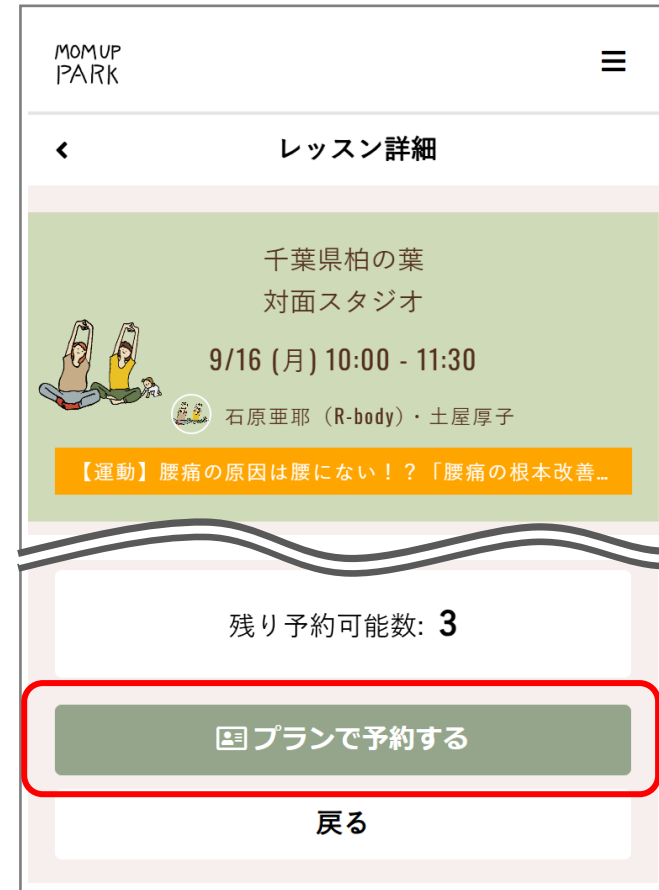 MOMUP
PARK
レッスン詳細
千葉県柏の葉
対面スタジオ
9/16 (月) 10:00 - 11:30
石原亜耶（R-body）・土屋厚子
【運動】腰痛の原因は腰にない！？「腰痛の根本改善…
残り予約可能数: 3
プランで予約する
戻る